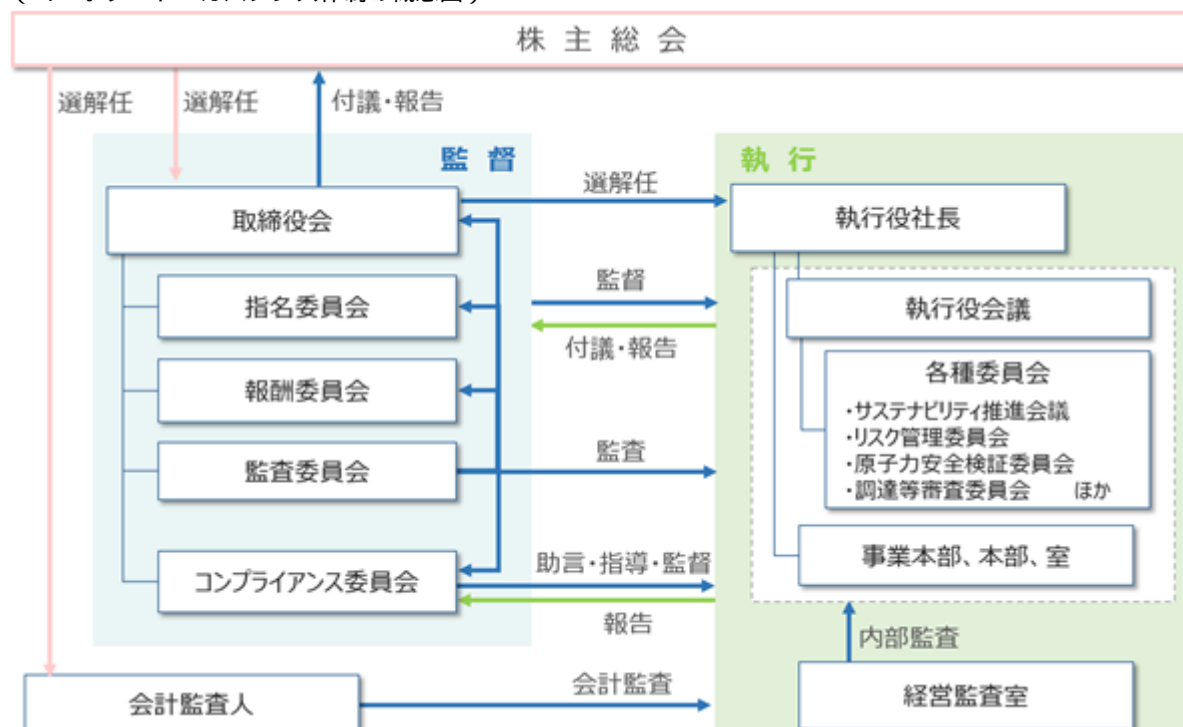 株主総会
選解任
選解任
付議・報告
監督
執行
取締役会
選解任
執行役社長
指名委員会
監督
付議・報告
執行役会議
報酬委員会
各種委員会
・サステナビリティ推進会議
・リスク管理委員会
・原子力安全検証委員会
・調達等審査委員会 ほか
監査委員会
監査
コンプライアンス委員会
助言・指導・監督
報告
事業本部、本部、室
内部監査
会計監査人
会計監査
経営監査室